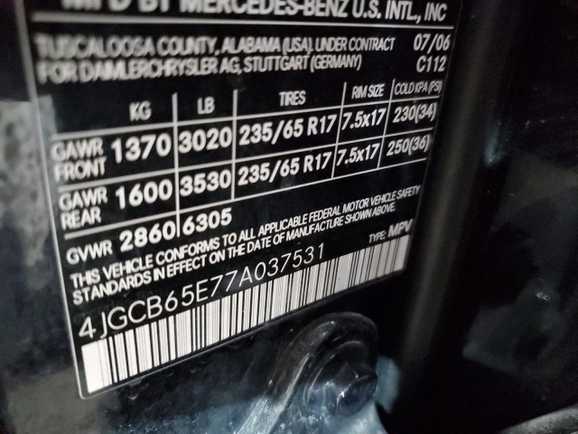 MFD BY MERCEDES-BENZ U.S. INTL., INC
TUSCALOOSA COUNTY, ALABAMA (USA), UNDER CONTRACT 07/06
FOR DAIMLERCHRYSLER AG, STUTTGART (GERMANY) C112
KG LB TIRES RIM SIZE COLD KPA (PSI)
GAWR FRONT 1370 3020 235/65 R17 7.5x17 230(34)
GAWR REAR 1600 3530 235/65 R17 7.5x17 250(36)
GVWR 2860 6305
THIS VEHICLE CONFORMS TO ALL APPLICABLE FEDERAL MOTOR VEHICLE SAFETY
STANDARDS IN EFFECT ON THE DATE OF MANUFACTURE SHOWN ABOVE.
TYPE: MPV
4JGCB65E77A037531